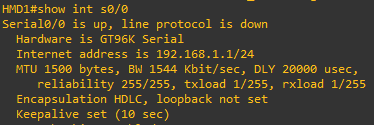 HMD1#show int s0/0
Serial0/0 is up, line protocol is down
Hardware is GT96K Serial
Internet address is 192.168.1.1/24
MTU 1500 bytes, BW 1544 Kbit/sec, DLY 20000 usec,
reliability 255/255, txload 1/255, rxload 1/255
Encapsulation HDLC, loopback not set
Keepalive set (10 sec)